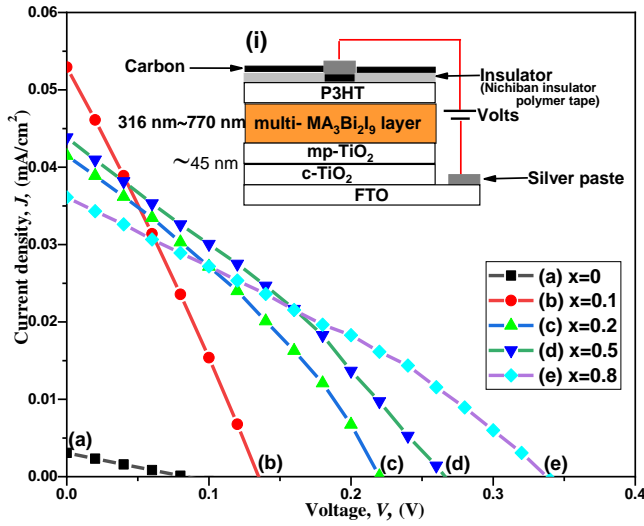 (i)
Carbon
Insulator
(Nichiban insulator
polymer tape)
P3HT
316 nm~770 nm
multi- MA₃Bi₂I₉ layer
Volts
mp-TiO₂
~45 nm
c-TiO₂
Silver paste
FTO
Current density, J, (mA/cm²)
0.06
0.05
0.04
0.03
0.02
0.01
0.00
(a) x=0
(b) x=0.1
(c) x=0.2
(d) x=0.5
(e) x=0.8
(a)
(b)
(c)
(d)
(e)
0.0
0.1
0.2
0.3
0.4
Voltage, V, (V)